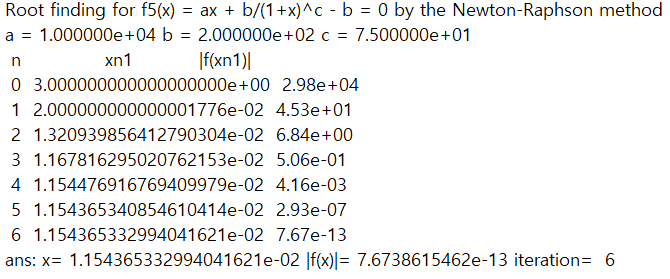 Root finding for f5(x) = ax + b/(1+x)^c - b = 0 by the Newton-Raphson method
a = 1.000000e+04 b = 2.000000e+02 c = 7.500000e+01
n xn1 |f(xn1)|
0 3.000000000000000000e+00 2.98e+04
1 2.000000000000001776e-02 4.53e+01
2 1.320939856412790304e-02 6.84e+00
3 1.167816295020762153e-02 5.06e-01
4 1.154476916769409979e-02 4.16e-03
5 1.154365340854610414e-02 2.93e-07
6 1.154365332994041621e-02 7.67e-13
ans: x= 1.154365332994041621e-02 |f(x)|= 7.6738615462e-13 iteration= 6